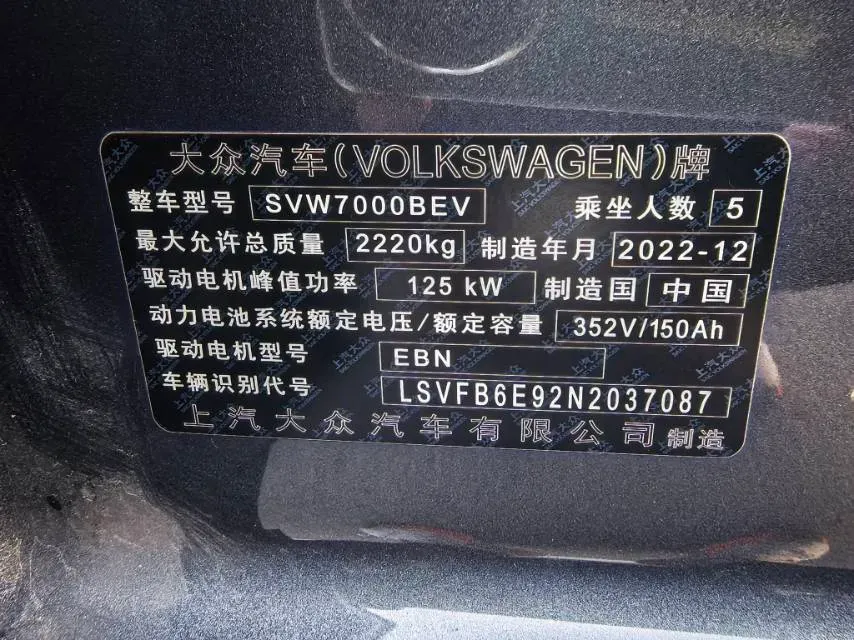 大众汽车(VOLKSWAGEN)牌
整车型号 SVW7000BEV 乘坐人数 5
最大允许总质量 2220kg 制造年月 2022-12
驱动电机峰值功率 125 kW 制造国 中国
动力电池系统额定电压/额定容量 352V/150Ah
驱动电机型号 EBN
车辆识别代号 LSVFB6E92N2037087
上汽大众汽车有限公司 制造